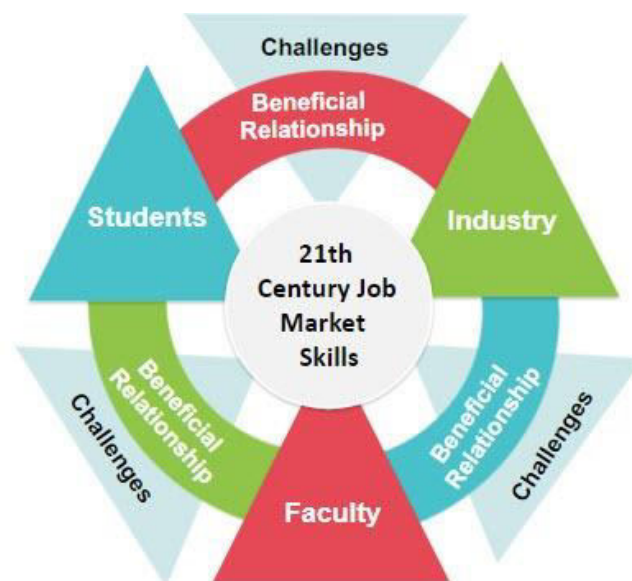 Challenges
Beneficial
Relationship
Students
Industry
21th
Century Job
Market
Skills
Beneficial
Relationship
Challenges
Beneficial
Relationship
Challenges
Faculty